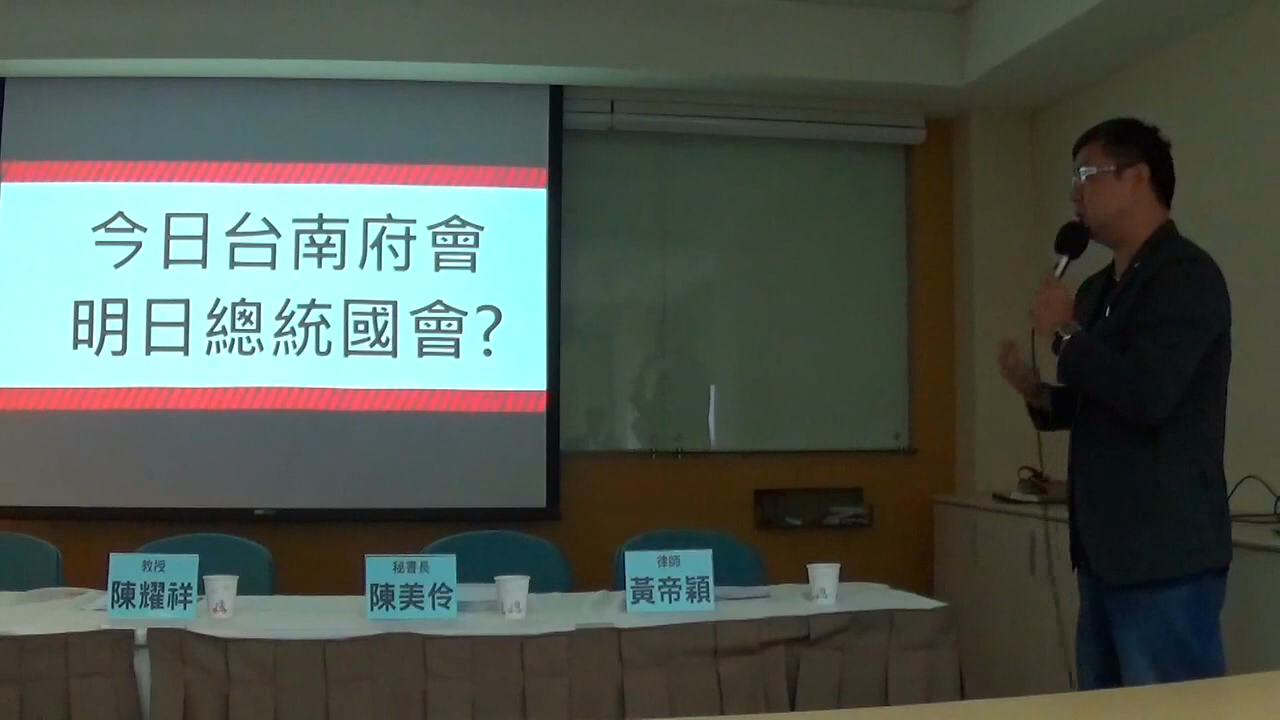 今日台南府會
明日總統國會?
教授
陳耀祥
秘書長
陳美伶
律師
黃帝穎